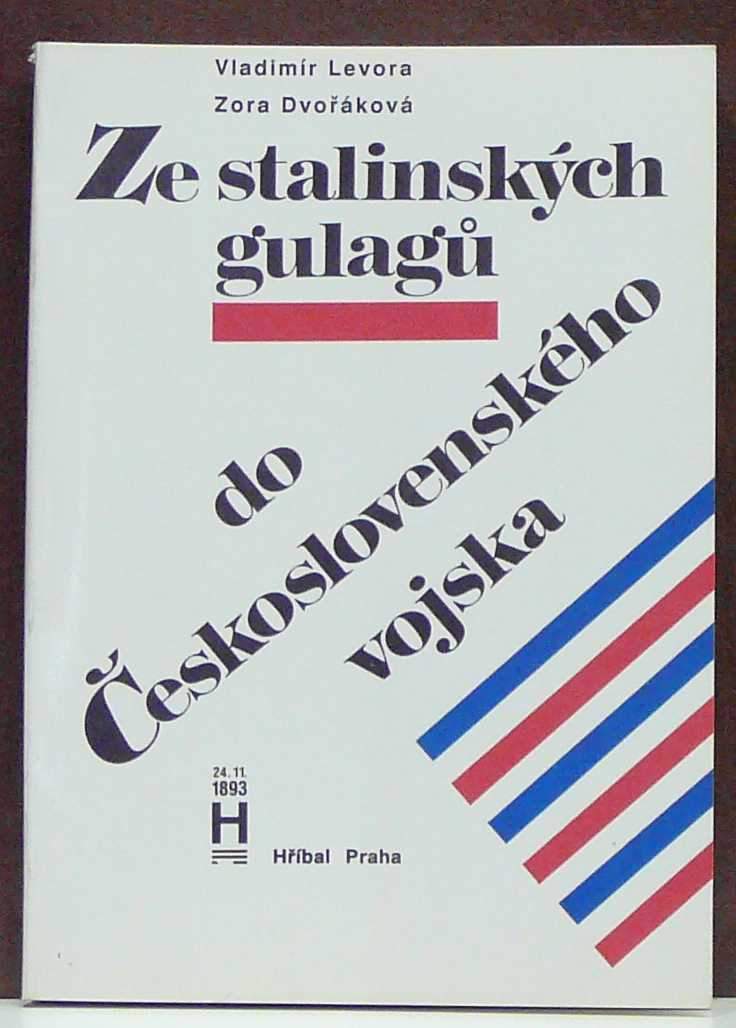 Vladimír Levora
Zora Dvořáková
Ze stalinských
gulagů
do
Československého
vojska
24. 11.
1893
H
Hříbal Praha